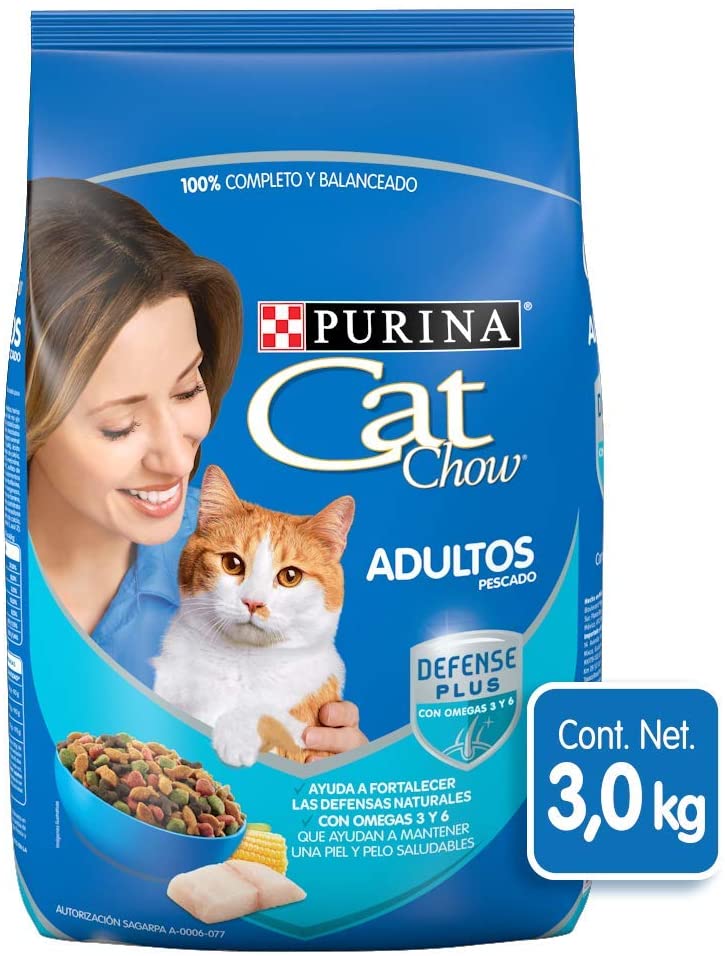 100% COMPLETO Y BALANCEADO
PURINA®
Cat
Chow®
ADULTOS
PESCADO
DEFENSE
PLUS
CON OMEGAS 3 Y 6
Cont. Net.
3,0 kg
AYUDA A FORTALECER
LAS DEFENSAS NATURALES
CON OMEGAS 3 Y 6
QUE AYUDAN A MANTENER
UNA PIEL Y PELO SALUDABLES
AUTORIZACIÓN SAGARPA A-0006-077